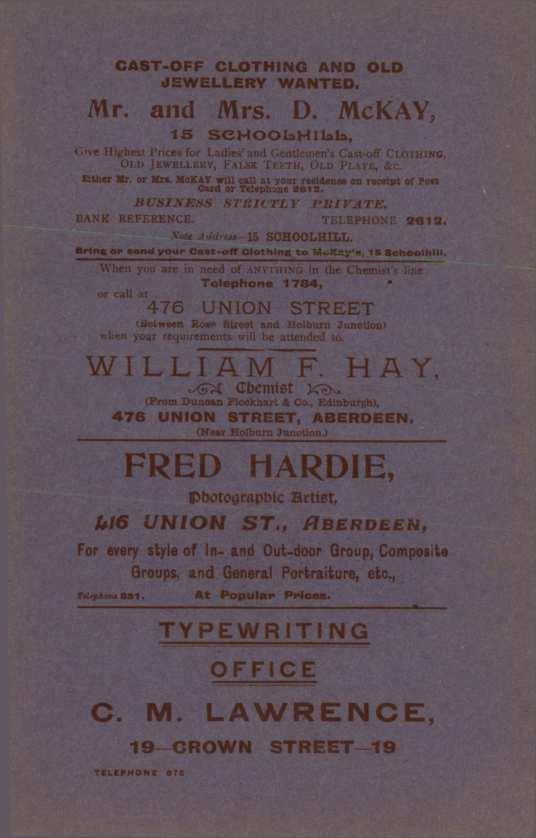 CAST-OFF CLOTHING AND OLD
JEWELLERY WANTED.
Mr. and Mrs. D. McKAY,
15 SCHOOLHILL,
Give Highest Prices for Ladies' and Gentlemen's Cast-off CLOTHING,
OLD JEWELLERY, FALSE TEETH, OLD PLATE, &c.
Either Mr. or Mrs. McKAY will call at your residence on receipt of Post
Card or Telephone 2612.
BUSINESS STRICTLY PRIVATE.
BANK REFERENCE. TELEPHONE 2612.
Note Address—15 SCHOOLHILL.
Bring or send your Cast-off Clothing to McKay's, 15 Schoolhill.
When you are in need of ANYTHING in the Chemist's line
Telephone 1784,
or call at
476 UNION STREET
(Between Rose Street and Holburn Junction)
when your requirements will be attended to.
WILLIAM F. HAY,
Chemist
(From Duncan Flockhart & Co., Edinburgh),
476 UNION STREET, ABERDEEN.
(Near Holburn Junction.)
FRED HARDIE,
Photographic Artist,
416 UNION ST., ABERDEEN,
For every style of In- and Out-door Group, Composite
Groups, and General Portraiture, etc.,
Telephone 881. At Popular Prices.
TYPEWRITING
OFFICE
C. M. LAWRENCE,
19—CROWN STREET—19
TELEPHONE